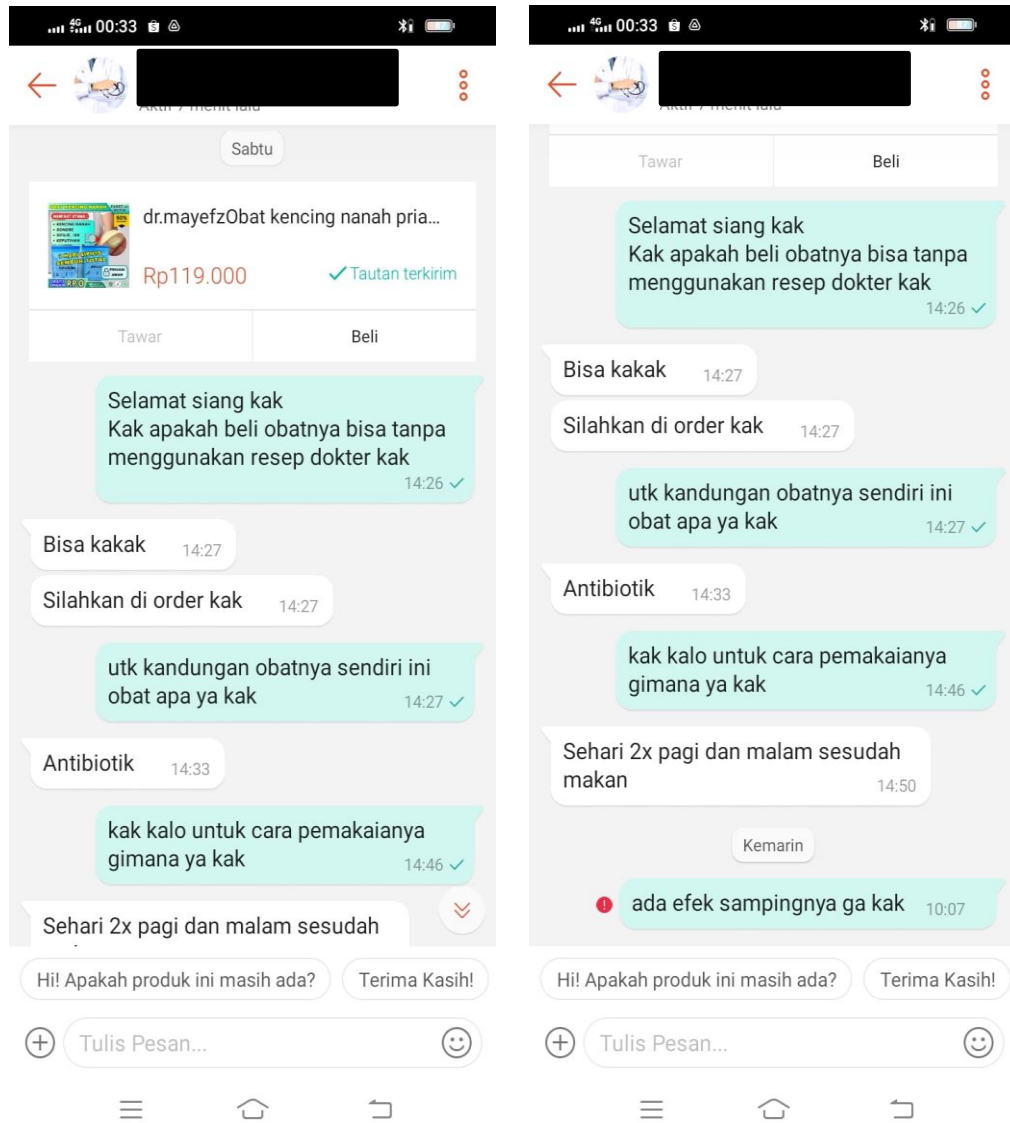 4G 00:33
Sabtu
dr.mayefzObat kencing nanah pria...
Rp119.000
Tautan terkirim
Tawar
Beli
Selamat siang kak
Kak apakah beli obatnya bisa tanpa
menggunakan resep dokter kak
14:26
Bisa kakak 14:27
Silahkan di order kak 14:27
utk kandungan obatnya sendiri ini
obat apa ya kak 14:27
Antibiotik 14:33
kak kalo untuk cara pemakaianya
gimana ya kak 14:46
Sehari 2x pagi dan malam sesudah
Hi! Apakah produk ini masih ada?
Terima Kasih!
Tulis Pesan...
4G 00:33
Tawar
Beli
Selamat siang kak
Kak apakah beli obatnya bisa tanpa
menggunakan resep dokter kak
14:26
Bisa kakak 14:27
Silahkan di order kak 14:27
utk kandungan obatnya sendiri ini
obat apa ya kak 14:27
Antibiotik 14:33
kak kalo untuk cara pemakaianya
gimana ya kak 14:46
Sehari 2x pagi dan malam sesudah
makan 14:50
Kemarin
ada efek sampingnya ga kak 10:07
Hi! Apakah produk ini masih ada?
Terima Kasih!
Tulis Pesan...